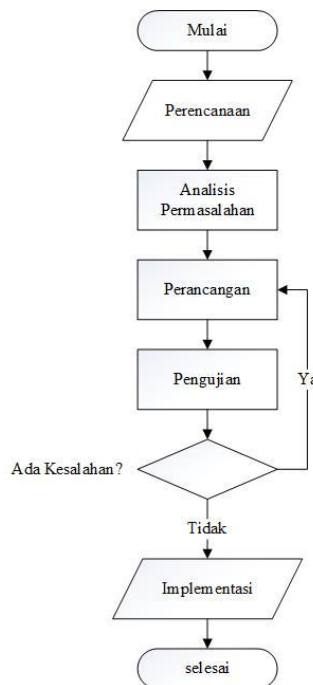 Mulai
Perencanaan
Analisis
Permasalahan
Perancangan
Pengujian
Ya
Ada Kesalahan?
Tidak
Implementasi
selesai